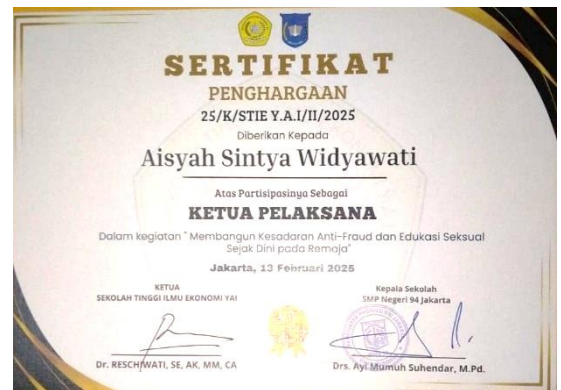 SERTIFIKAT
PENGHARGAAN
25/K/STIE Y.A.I/II/2025
Diberikan Kepada
Aisyah Sintya Widyawati
Atas Partisipasinya Sebagai
KETUA PELAKSANA
Dalam kegiatan " Membangun Kesadaran Anti-Fraud dan Edukasi Seksual
Sejak Dini pada Remaja"
Jakarta, 13 Februari 2025
KETUA
SEKOLAH TINGGI ILMU EKONOMI YAI
Dr. RESCHIWATI, SE, AK, MM, CA
Kepala Sekolah
SMP Negeri 94 Jakarta
Drs. Ayi Mumuh Suhendar, M.Pd.